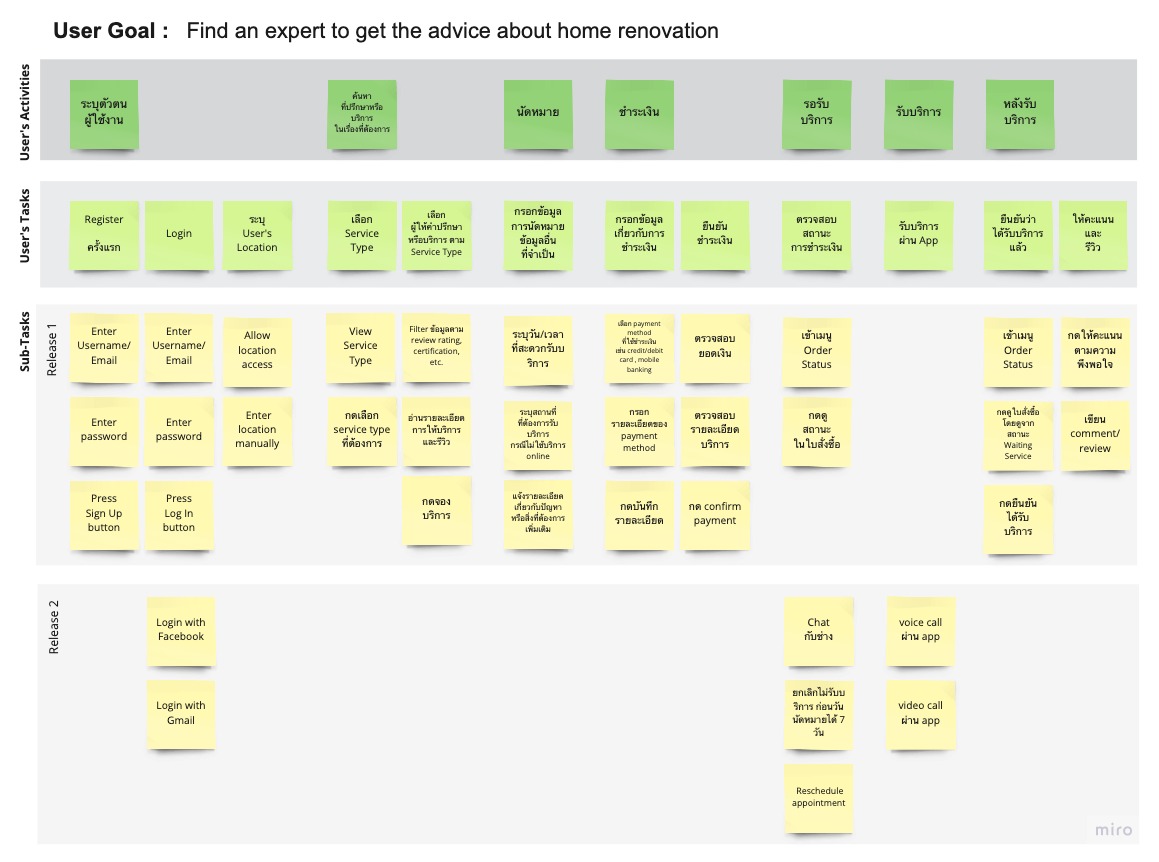 User Goal : Find an expert to get the advice about home renovation
User's Activities
ระบุตัวตน
ผู้ใช้งาน
ค้นหา
ที่ปรึกษาหรือ
บริการ
ในเรื่องที่ต้องการ
นัดหมาย
ชำระเงิน
รอรับ
บริการ
รับบริการ
หลังรับ
บริการ
User's Tasks
Register
ครั้งแรก
Login
ระบุ
User's
Location
เลือก
Service
Type
เลือก
ผู้ให้คำปรึกษา
หรือบริการ ตาม
Service Type
กรอกข้อมูล
การนัดหมาย
ข้อมูลอื่น
ที่จำเป็น
กรอกข้อมูล
เกี่ยวกับการ
ชำระเงิน
ยืนยัน
ชำระเงิน
ตรวจสอบ
สถานะ
การชำระเงิน
รับบริการ
ผ่าน App
ยืนยันว่า
ได้รับบริการ
แล้ว
ให้คะแนน
และ
รีวิว
Sub-Tasks
Release 1
Enter
Username/
Email
Enter
Username/
Email
Allow
location
access
View
Service
Type
Filter ข้อมูลตาม
review rating,
certification,
etc.
ระบุวัน/เวลา
ที่สะดวกรับบ
ริการ
เลือก payment
method
ที่ใช้ชำระเงิน
เช่น credit/debit
card , mobile
banking
ตรวจสอบ
ยอดเงิน
เข้าเมนู
Order
Status
เข้าเมนู
Order
Status
กดให้คะแนน
ตามความ
พึงพอใจ
Enter
password
Enter
password
Enter
location
manually
กดเลือก
service type
ที่ต้องการ
อ่านรายละเอียด
การให้บริการ
และรีวิว
ระบุสถานที่
ที่ต้องการรับ
บริการ
กรณีไม่ใช้บริการ
online
กรอก
รายละเอียดของ
payment
method
ตรวจสอบ
รายละเอียด
บริการ
กดดู
สถานะ
ในใบสั่งซื้อ
กดดูใบสั่งซื้อ
โดยดูจาก
สถานะ
Waiting
Service
เขียน
comment/
review
Press
Sign Up
button
Press
Log In
button
กดจอง
บริการ
แจ้งรายละเอียด
เกี่ยวกับปัญหา
หรือสิ่งที่ต้องการ
เพิ่มเติม
กดบันทึก
รายละเอียด
กด confirm
payment
กดยืนยัน
ได้รับ
บริการ
Release 2
Login with
Facebook
Chat
กับช่าง
voice call
ผ่าน app
Login with
Gmail
ยกเลิกไม่รับบ
ริการ ก่อนวัน
นัดหมายได้ 7
วัน
video call
ผ่าน app
Reschedule
appointment
miro